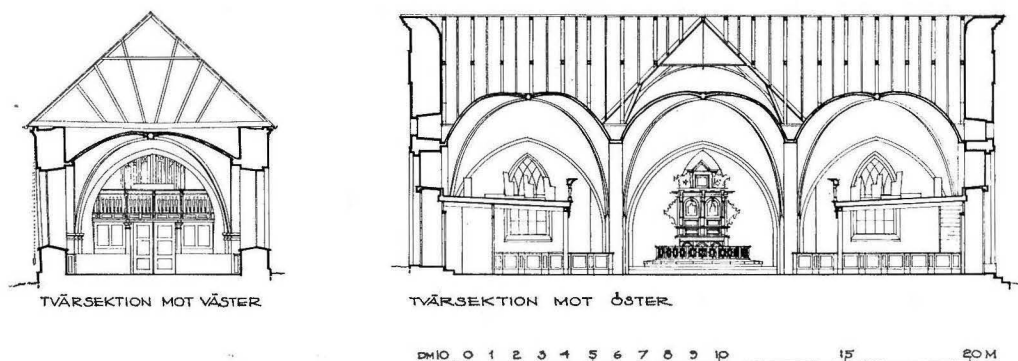 TVÄRSEKTION MOT VÄSTER
TVÄRSEKTION MOT ÖSTER
DM10 0 1 2 3 4 5 6 7 8 9 10 15 20 M